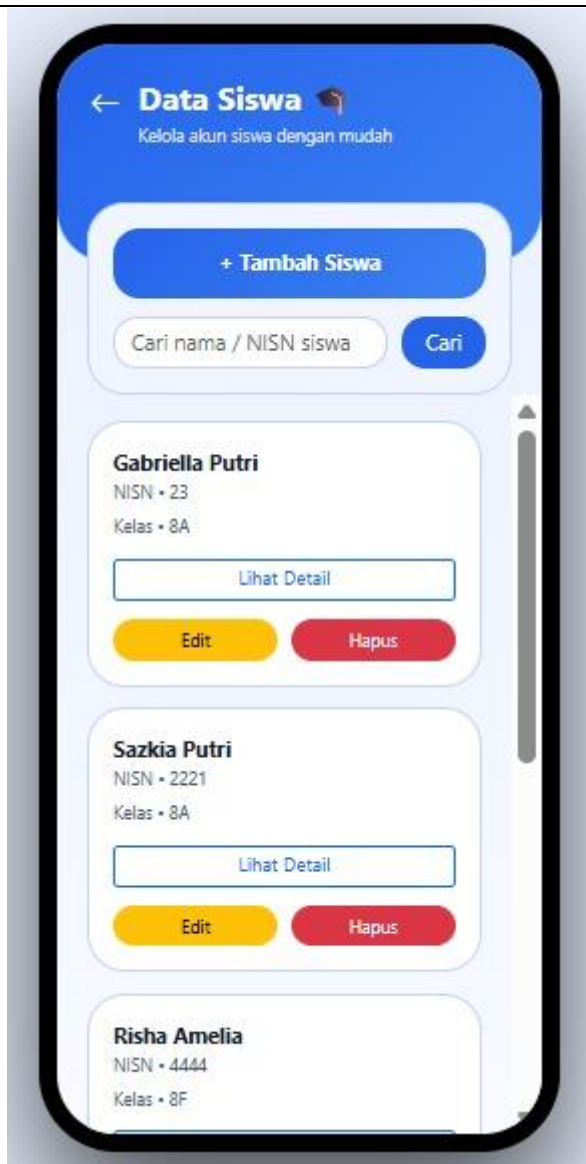 ← Data Siswa 🎓
Kelola akun siswa dengan mudah
+ Tambah Siswa
Cari nama / NISN siswa
Cari
Gabriella Putri
NISN • 23
Kelas • 8A
Lihat Detail
Edit Hapus
Sazkia Putri
NISN • 2221
Kelas • 8A
Lihat Detail
Edit Hapus
Risha Amelia
NISN • 4444
Kelas • 8F